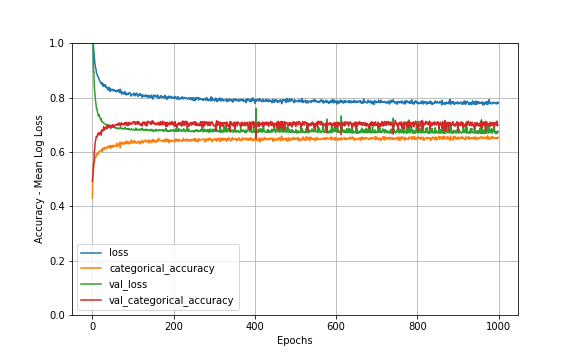 1.0
0.8
0.6
0.4
0.2
0.0
Accuracy - Mean Log Loss
loss
categorical_accuracy
val_loss
val_categorical_accuracy
0
200
400
600
800
1000
Epochs